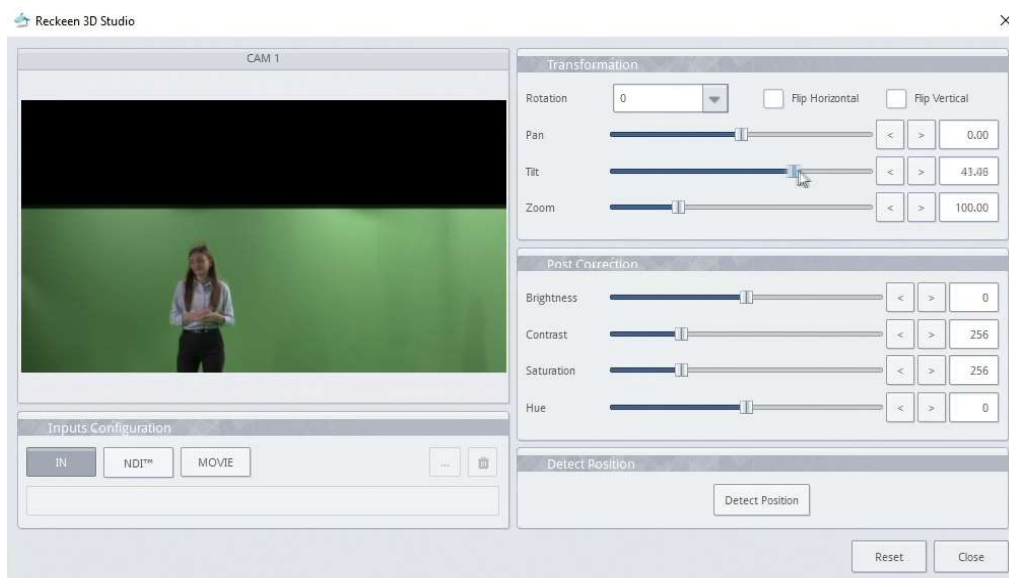 Reckeen 3D Studio
CAM 1
Transformation
Rotation 0 Flip Horizontal Flip Vertical
Pan < > 0.00
Tilt < >
Zoom < > 100.00
Post Correction
Brightness < > 0
Contrast < > 256
Saturation < > 256
Hue < > 0
Inputs Configuration
IN NDI™ MOVIE ...
Detect Position
Detect Position
Reset Close